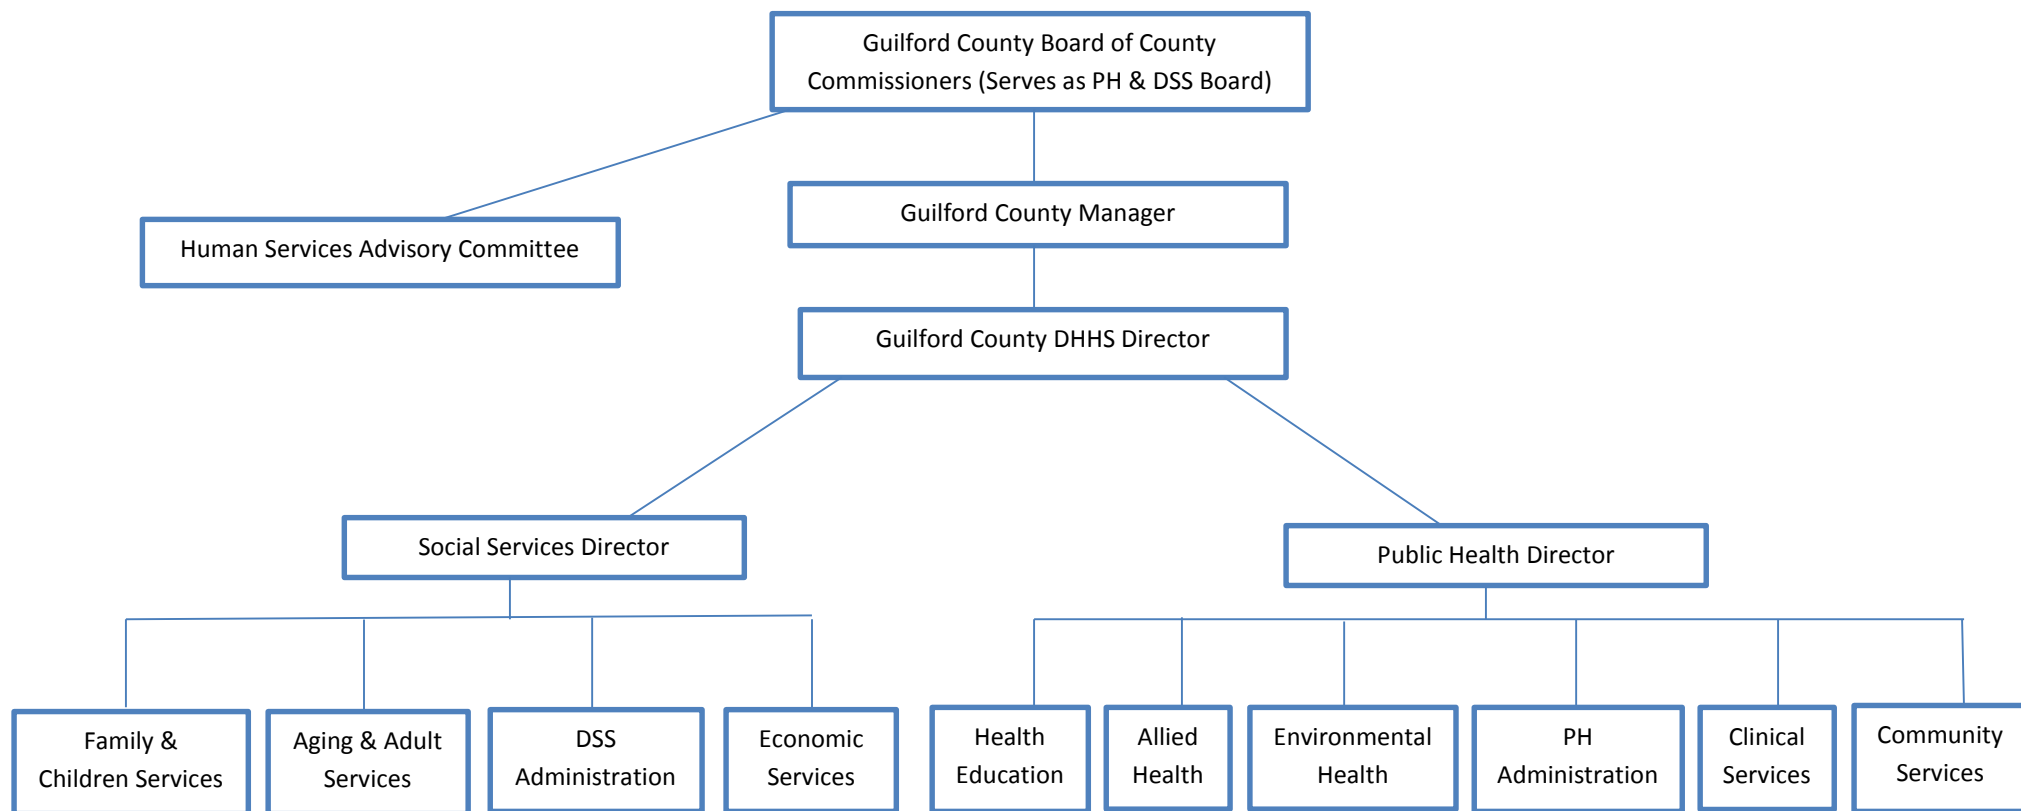 Guilford County Board of County
Commissioners (Serves as PH & DSS Board)
Guilford County Manager
Human Services Advisory Committee
Guilford County DHHS Director
Social Services Director
Public Health Director
Family &
Children Services
Aging & Adult
Services
DSS
Administration
Economic
Services
Health
Education
Allied
Health
Environmental
Health
PH
Administration
Clinical
Services
Community
Services